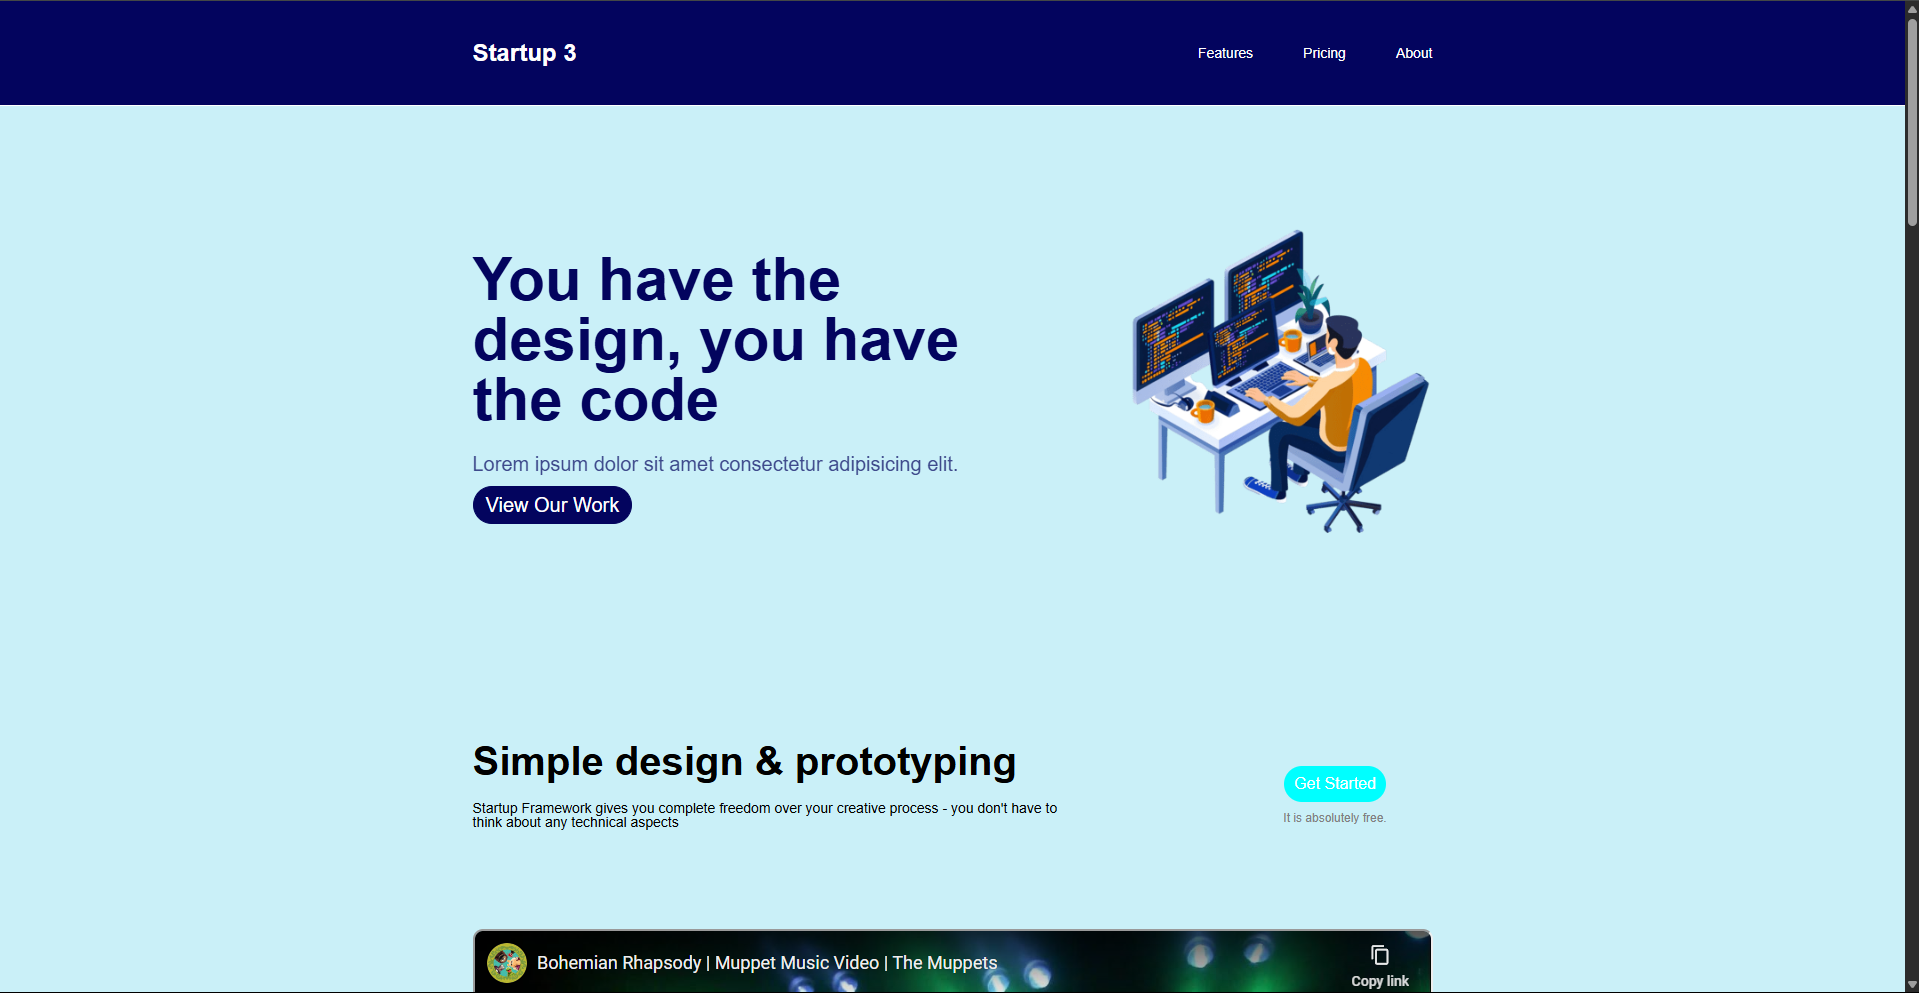 Startup 3
Features
Pricing
About
You have the
design, you have
the code
Lorem ipsum dolor sit amet consectetur adipisicing elit.
View Our Work
Simple design & prototyping
Startup Framework gives you complete freedom over your creative process - you don't have to
think about any technical aspects
Get Started
It is absolutely free.
Bohemian Rhapsody | Muppet Music Video | The Muppets
Copy link